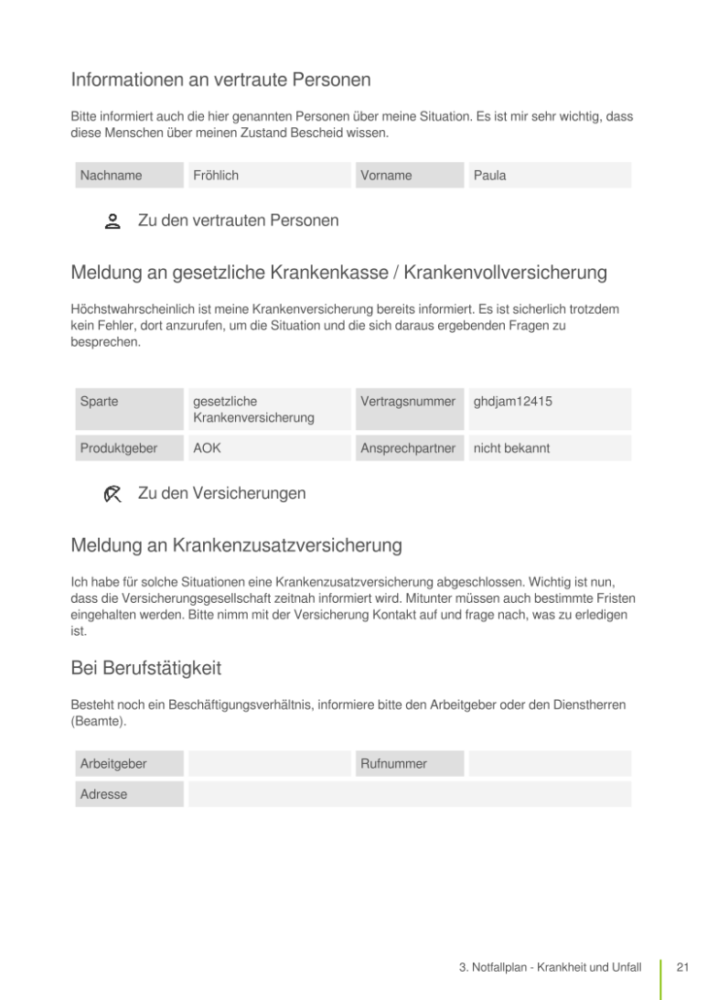 Informationen an vertraute Personen
Bitte informiert auch die hier genannten Personen über meine Situation. Es ist mir sehr wichtig, dass
diese Menschen über meinen Zustand Bescheid wissen.
Nachname Fröhlich Vorname Paula
Zu den vertrauten Personen
Meldung an gesetzliche Krankenkasse / Krankenvollversicherung
Höchstwahrscheinlich ist meine Krankenversicherung bereits informiert. Es ist sicherlich trotzdem
kein Fehler, dort anzurufen, um die Situation und die sich daraus ergebenden Fragen zu
besprechen.
Sparte gesetzliche Vertragsnummer ghdjam12415
Krankenversicherung
Produktgeber AOK Ansprechpartner nicht bekannt
Zu den Versicherungen
Meldung an Krankenzusatzversicherung
Ich habe für solche Situationen eine Krankenzusatzversicherung abgeschlossen. Wichtig ist nun,
dass die Versicherungsgesellschaft zeitnah informiert wird. Mitunter müssen auch bestimmte Fristen
eingehalten werden. Bitte nimm mit der Versicherung Kontakt auf und frage nach, was zu erledigen
ist.
Bei Berufstätigkeit
Besteht noch ein Beschäftigungsverhältnis, informiere bitte den Arbeitgeber oder den Dienstherren
(Beamte).
Arbeitgeber Rufnummer
Adresse
3. Notfallplan - Krankheit und Unfall 21